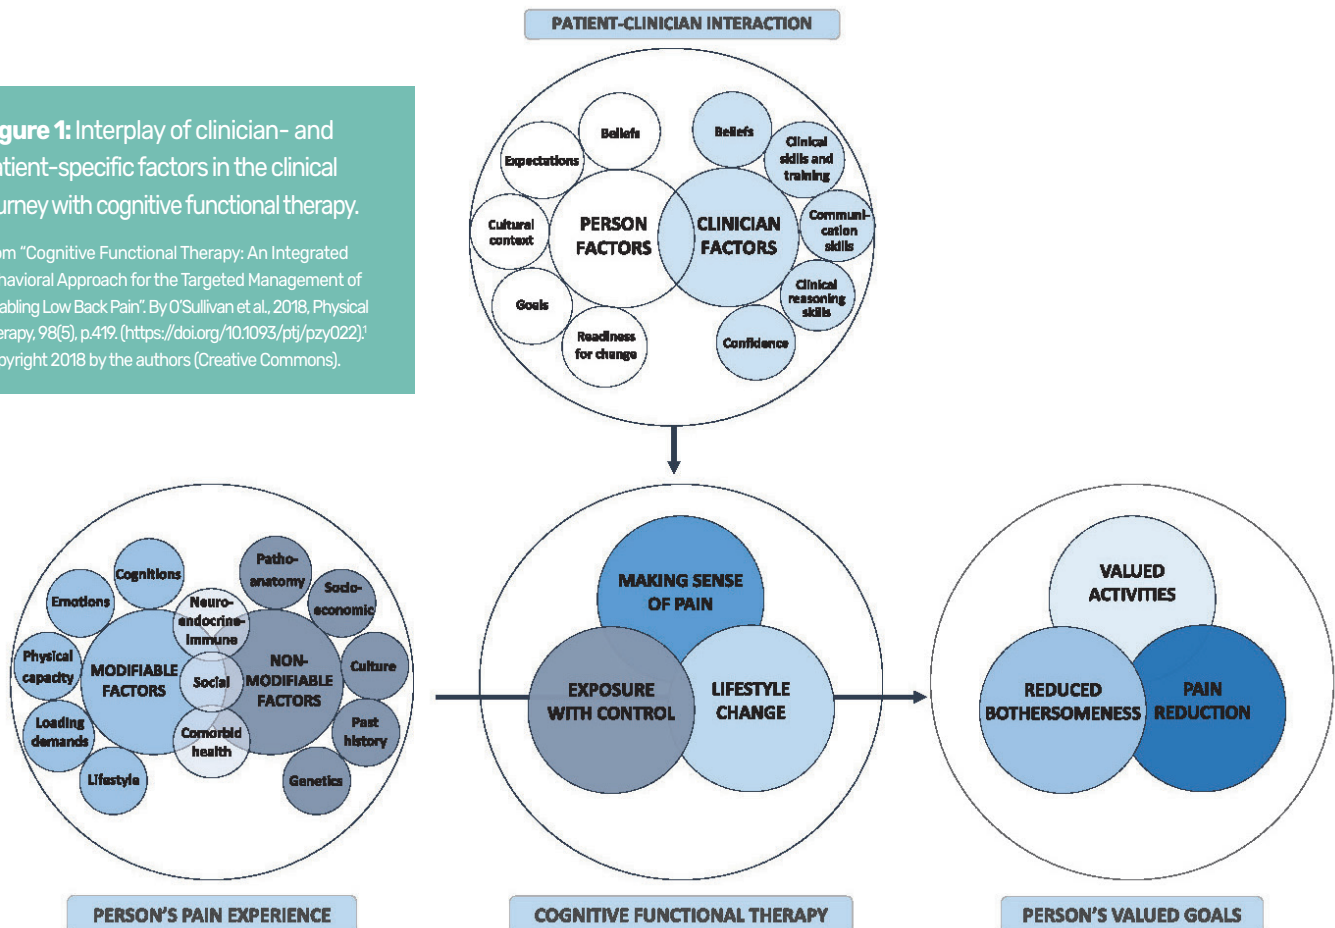 PATIENT-CLINICIAN INTERACTION
gure 1: Interplay of clinician- and
tient-specific factors in the clinical
urney with cognitive functional therapy.
om “Cognitive Functional Therapy: An Integrated
havioral Approach for the Targeted Management of
abling Low Back Pain”. By O’Sullivan et al., 2018, Physical
erapy, 98(5), p.419. (https://doi.org/10.1093/ptj/pzy022).¹
pyright 2018 by the authors (Creative Commons).
Beliefs
Expectations
Cultural
context
Goals
Readiness
for change
PERSON
FACTORS
CLINICIAN
FACTORS
Beliefs
Clinical
skills and
training
Communi-
cation
skills
Clinical
reasoning
skills
Confidence
Cognitions
Emotions
Physical
capacity
Loading
demands
Lifestyle
MODIFIABLE
FACTORS
Neuro-
endocrine-
immune
Social
Comorbid
health
NON-
MODIFIABLE
FACTORS
Patho-
anatomy
Socio-
economic
Culture
Past
history
Genetics
PERSON’S PAIN EXPERIENCE
MAKING SENSE
OF PAIN
EXPOSURE
WITH CONTROL
LIFESTYLE
CHANGE
COGNITIVE FUNCTIONAL THERAPY
VALUED
ACTIVITIES
REDUCED
BOTHERSOMENESS
PAIN
REDUCTION
PERSON’S VALUED GOALS